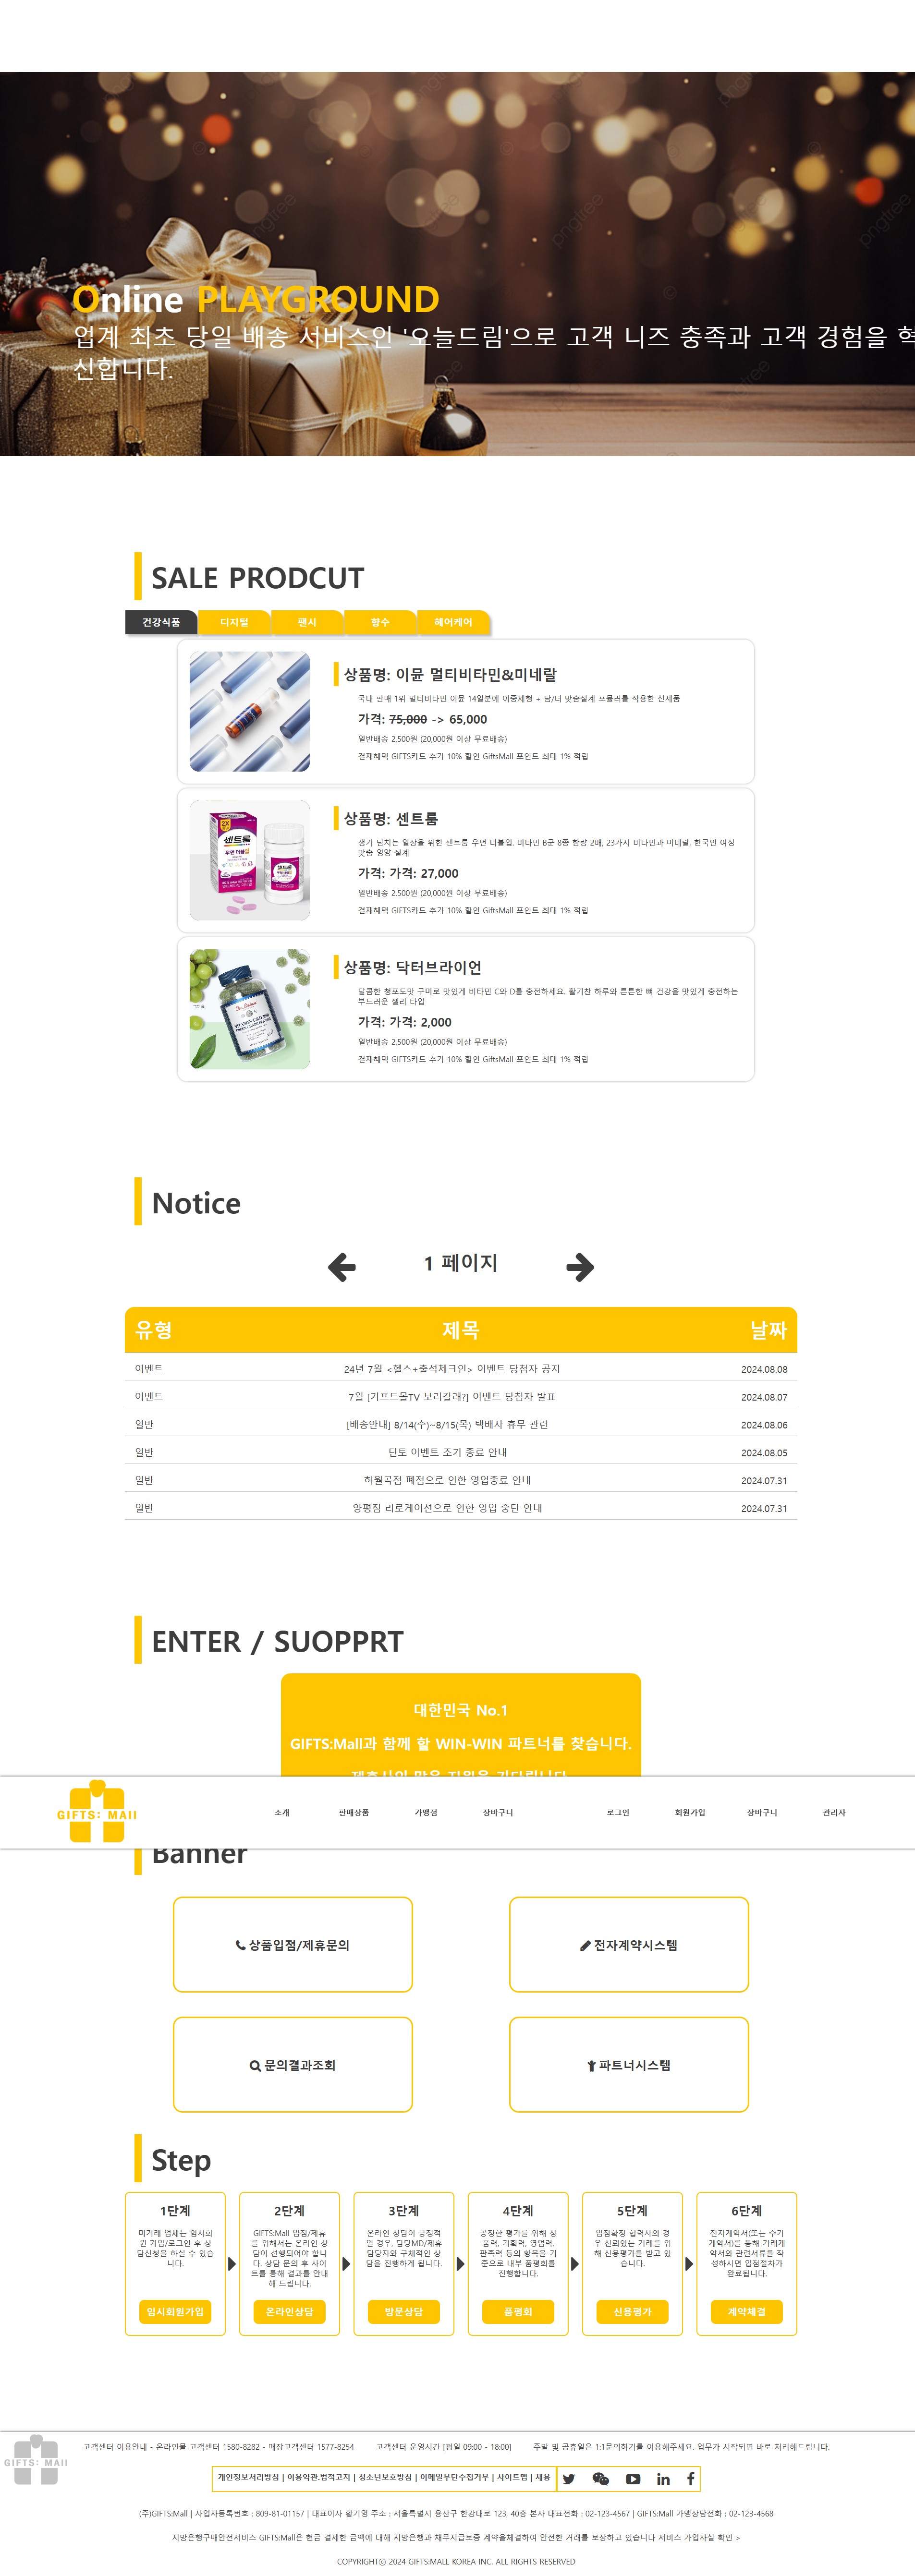 Online PLAYGROUND
업계 최초 당일 배송 서비스인 '오늘드림'으로 고객 니즈 충족과 고객 경험을 혁
신합니다.
pngtree
SALE PRODCUT
건강식품 디지털 팬시 향수 헤어케어
상품명: 이뮨 멀티비타민&미네랄
국내 판매 1위 멀티비타민 이뮨 14일분에 이중제형 + 남/녀 맞춤설계 포뮬러를 적용한 신제품
가격: 75,000 -> 65,000
일반배송 2,500원 (20,000원 이상 무료배송)
결재혜택 GIFTS카드 추가 10% 할인 GiftsMall 포인트 최대 1% 적립
센트룸
상품명: 센트룸
생기 넘치는 일상을 위한 센트룸 우먼 더블업. 비타민 B군 8종 함량 2배, 23가지 비타민과 미네랄, 한국인 여성
맞춤 영양 설계
가격: 가격: 27,000
일반배송 2,500원 (20,000원 이상 무료배송)
결재혜택 GIFTS카드 추가 10% 할인 GiftsMall 포인트 최대 1% 적립
상품명: 닥터브라이언
달콤한 청포도맛 구미로 맛있게 비타민 C와 D를 충전하세요. 활기찬 하루와 튼튼한 뼈 건강을 맛있게 충전하는
부드러운 젤리 타입
가격: 가격: 2,000
일반배송 2,500원 (20,000원 이상 무료배송)
결재혜택 GIFTS카드 추가 10% 할인 GiftsMall 포인트 최대 1% 적립
Notice
1 페이지
유형 제목 날짜
이벤트 24년 7월 <헬스+출석체크인> 이벤트 당첨자 공지 2024.08.08
이벤트 7월 [기프트몰TV 보러갈래?] 이벤트 당첨자 발표 2024.08.07
일반 [배송안내] 8/14(수)~8/15(목) 택배사 휴무 관련 2024.08.06
일반 딘토 이벤트 조기 종료 안내 2024.08.05
일반 하월곡점 폐점으로 인한 영업종료 안내 2024.07.31
일반 양평점 리로케이션으로 인한 영업 중단 안내 2024.07.31
ENTER / SUOPPRT
대한민국 No.1
GIFTS:Mall과 함께 할 WIN-WIN 파트너를 찾습니다.
제휴사의 많은 지원을 기다립니다.
GIFTS: MAll
소개 판매상품 가맹점 장바구니 로그인 회원가입 장바구니 관리자
Banner
상품입점/제휴문의 전자계약시스템
문의결과조회 파트너시스템
Step
1단계
미거래 업체는 임시회
원 가입/로그인 후 상
담신청을 하실 수 있습
니다.
임시회원가입
2단계
GIFTS:Mall 입점/제휴
를 위해서는 온라인 상
담이 선행되어야 합니
다. 상담 문의 후 사이
트를 통해 결과를 안내
해 드립니다.
온라인상담
3단계
온라인 상담이 긍정적
일 경우, 담당MD/제휴
담당자와 구체적인 상
담을 진행하게 됩니다.
방문상담
4단계
공정한 평가를 위해 상
품력, 기획력, 영업력,
판촉력 등의 항목을 기
준으로 내부 품평회를
진행합니다.
품평회
5단계
입점확정 협력사의 경
우 신뢰있는 거래를 위
해 신용평가를 받고 있
습니다.
신용평가
6단계
전자계약서(또는 수기
계약서)를 통해 거래계
약서와 관련서류를 작
성하시면 입점절차가
완료됩니다.
계약체결
GIFTS: MAll
고객센터 이용안내 - 온라인몰 고객센터 1580-8282 - 매장고객센터 1577-8254 고객센터 운영시간 [평일 09:00 - 18:00] 주말 및 공휴일은 1:1문의하기를 이용해주세요. 업무가 시작되면 바로 처리해드립니다.
개인정보처리방침 | 이용약관.법적고지 | 청소년보호방침 | 이메일무단수집거부 | 사이트맵 | 채용
(주)GIFTS:Mall | 사업자등록번호 : 809-81-01157 | 대표이사 황기영 주소 : 서울특별시 용산구 한강대로 123, 40층 본사 대표전화 : 02-123-4567 | GIFTS:Mall 가맹상담전화 : 02-123-4568
지방은행구매안전서비스 GIFTS:Mall은 현금 결제한 금액에 대해 지방은행과 재무지급보증 계약을체결하여 안전한 거래를 보장하고 있습니다 서비스 가입사실 확인 >
COPYRIGHTⓒ 2024 GIFTS:MALL KOREA INC. ALL RIGHTS RESERVED